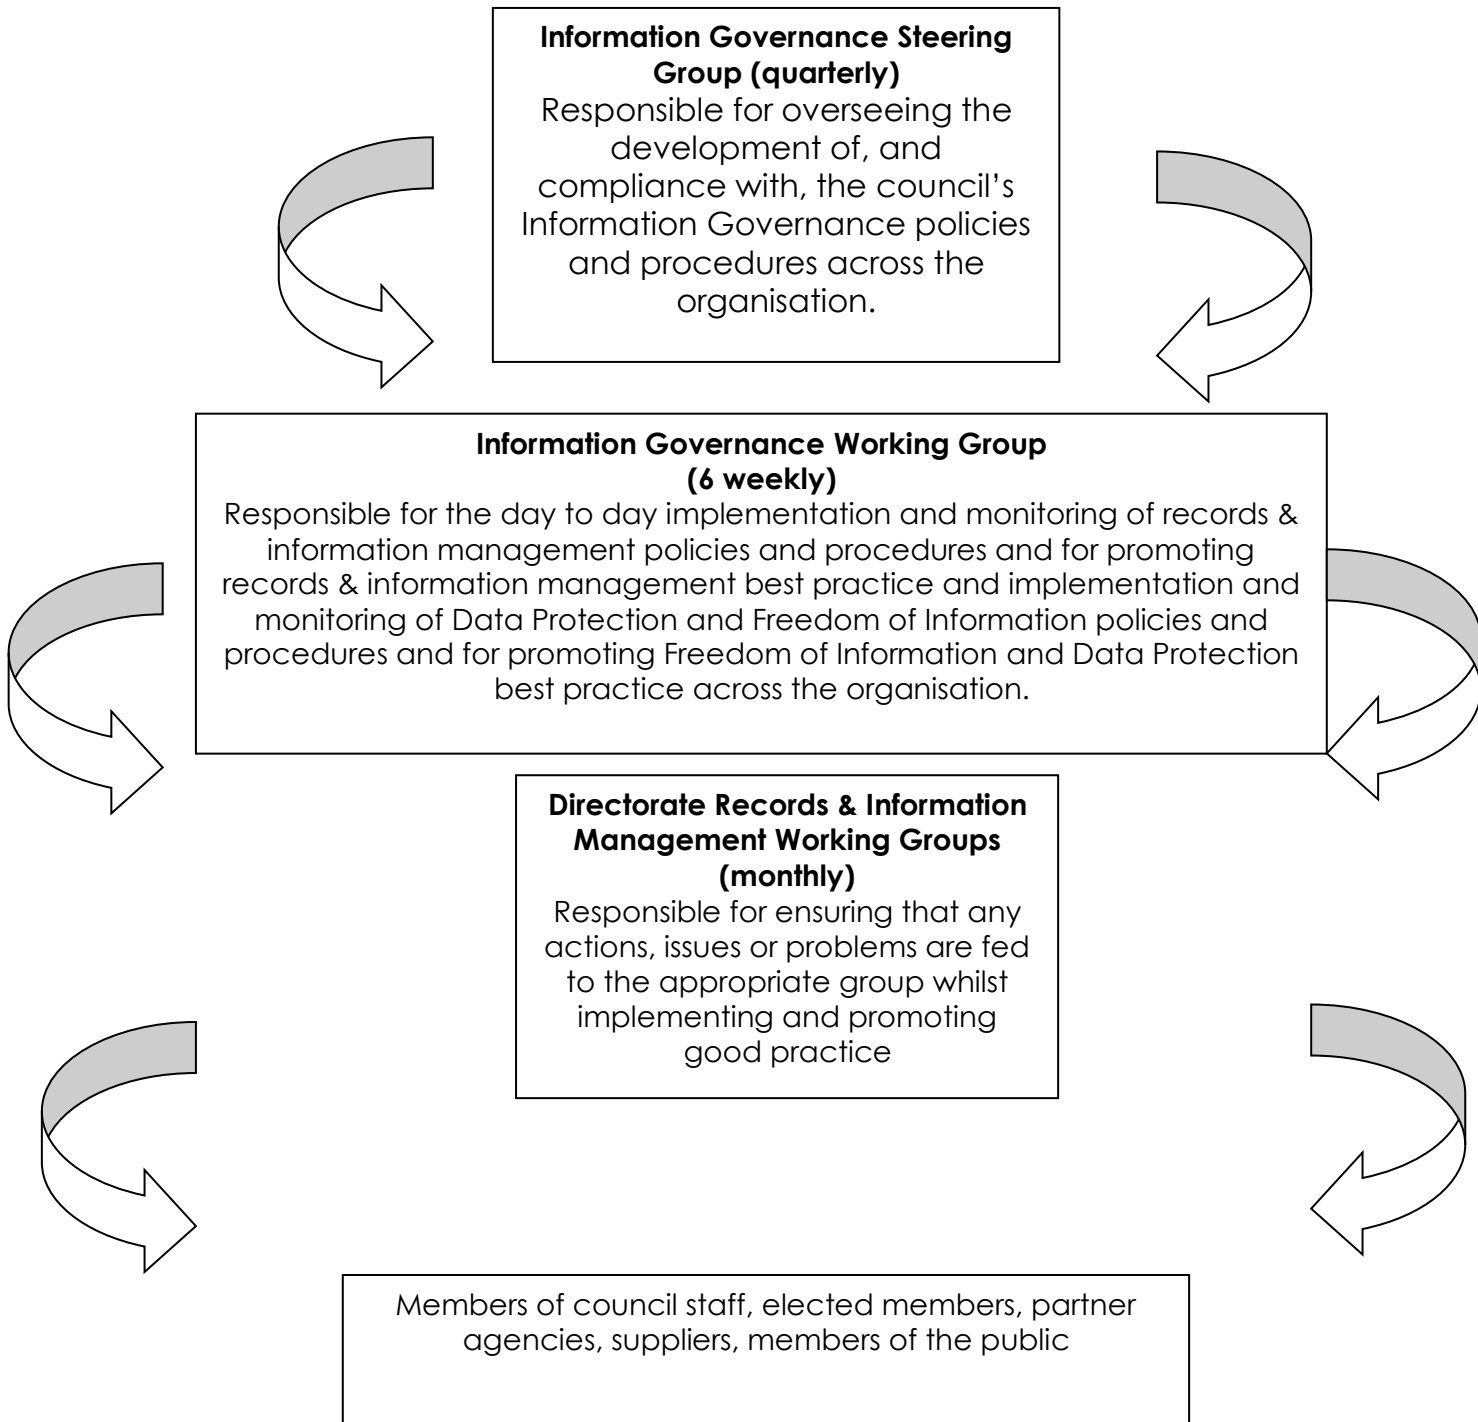 Information Governance Steering
Group (quarterly)
Responsible for overseeing the
development of, and
compliance with, the council’s
Information Governance policies
and procedures across the
organisation.
Information Governance Working Group
(6 weekly)
Responsible for the day to day implementation and monitoring of records &
information management policies and procedures and for promoting
records & information management best practice and implementation and
monitoring of Data Protection and Freedom of Information policies and
procedures and for promoting Freedom of Information and Data Protection
best practice across the organisation.
Directorate Records & Information
Management Working Groups
(monthly)
Responsible for ensuring that any
actions, issues or problems are fed
to the appropriate group whilst
implementing and promoting
good practice
Members of council staff, elected members, partner
agencies, suppliers, members of the public